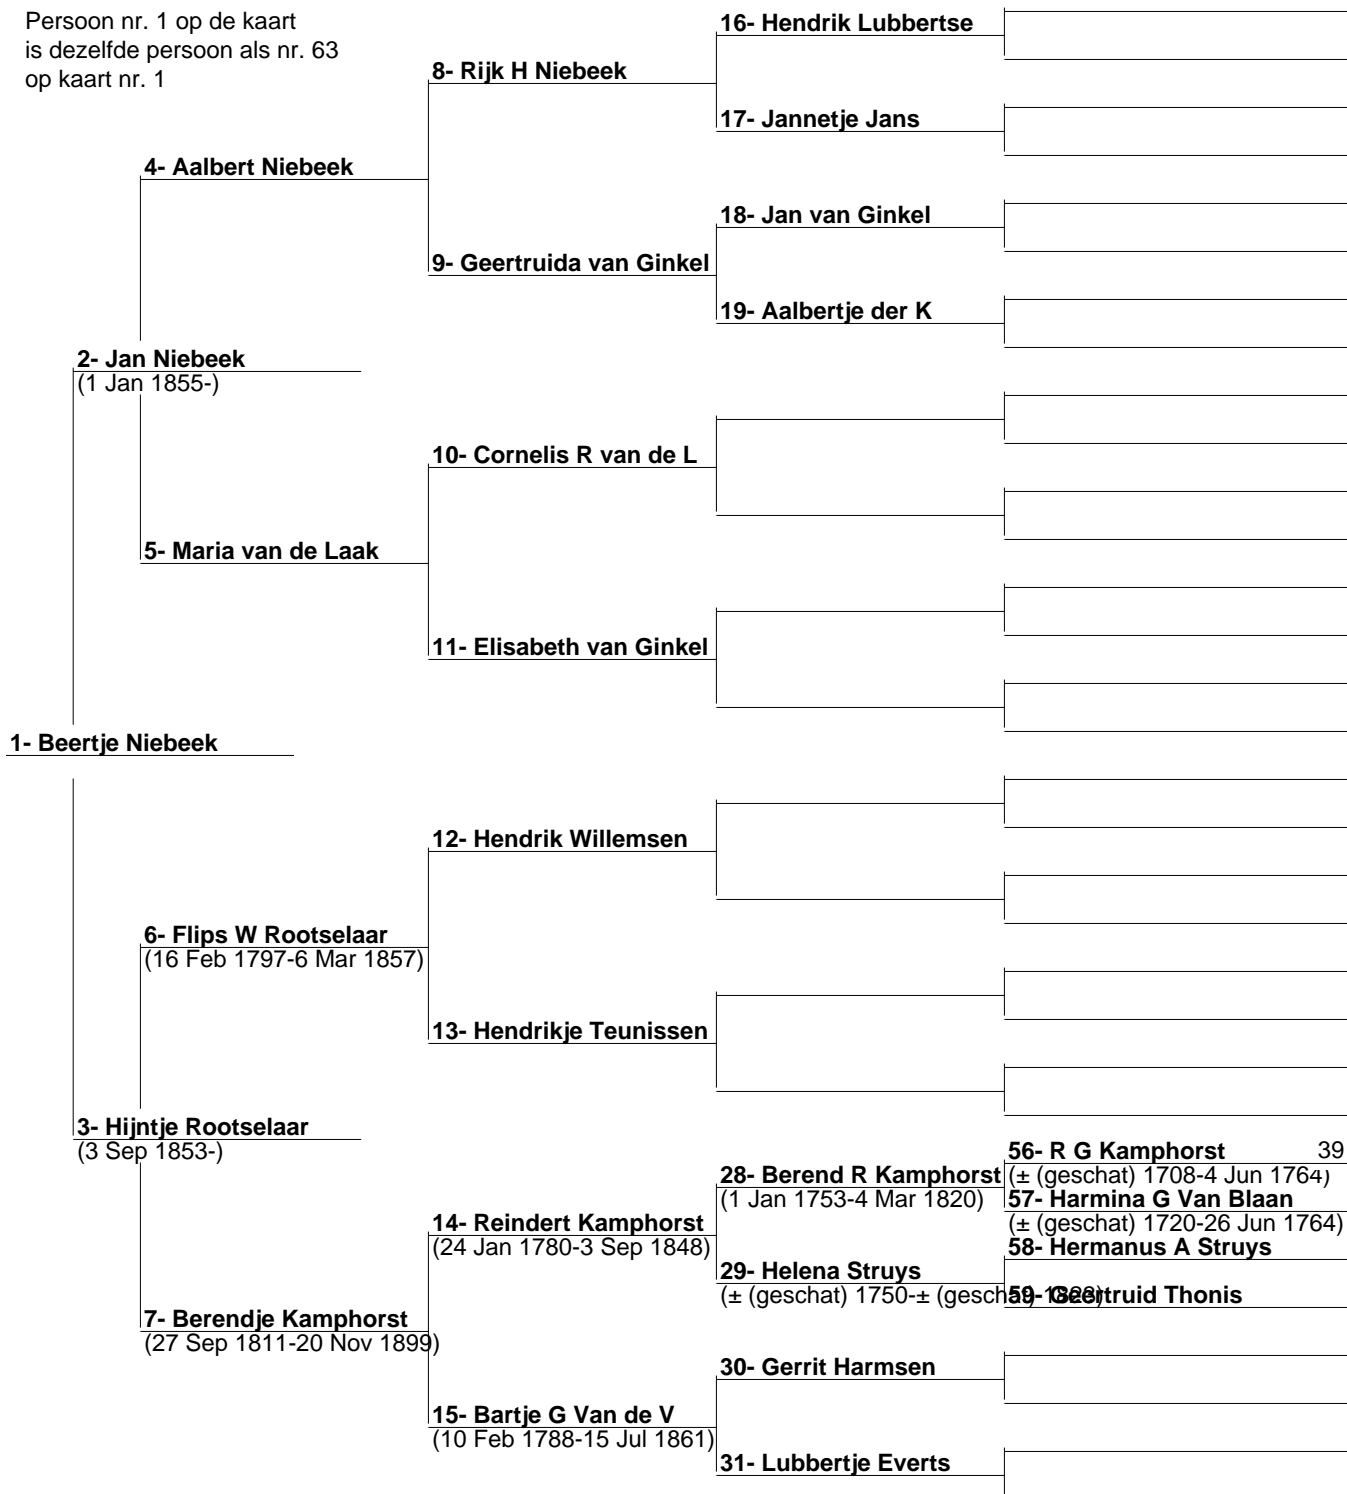 Persoon nr. 1 op de kaart
is dezelfde persoon als nr. 63
op kaart nr. 1
16- Hendrik Lubbertse
8- Rijk H Niebeek
17- Jannetje Jans
4- Aalbert Niebeek
18- Jan van Ginkel
9- Geertruida van Ginkel
19- Aalbertje der K
2- Jan Niebeek
(1 Jan 1855-)
10- Cornelis R van de L
5- Maria van de Laak
11- Elisabeth van Ginkel
1- Beertje Niebeek
12- Hendrik Willemsen
6- Flips W Rootselaar
(16 Feb 1797-6 Mar 1857)
13- Hendrikje Teunissen
3- Hijntje Rootselaar
(3 Sep 1853-)
56- R G Kamphorst 39
(± (geschat) 1708-4 Jun 1764)
28- Berend R Kamphorst
(1 Jan 1753-4 Mar 1820)
57- Harmina G Van Blaan
(± (geschat) 1720-26 Jun 1764)
14- Reindert Kamphorst
(24 Jan 1780-3 Sep 1848)
58- Hermanus A Struys
29- Helena Struys
(± (geschat) 1750-± (geschat) 1823)
59- Geertruid Thonis
7- Berendje Kamphorst
(27 Sep 1811-20 Nov 1899)
30- Gerrit Harmsen
15- Bartje G Van de V
(10 Feb 1788-15 Jul 1861)
31- Lubbertje Everts